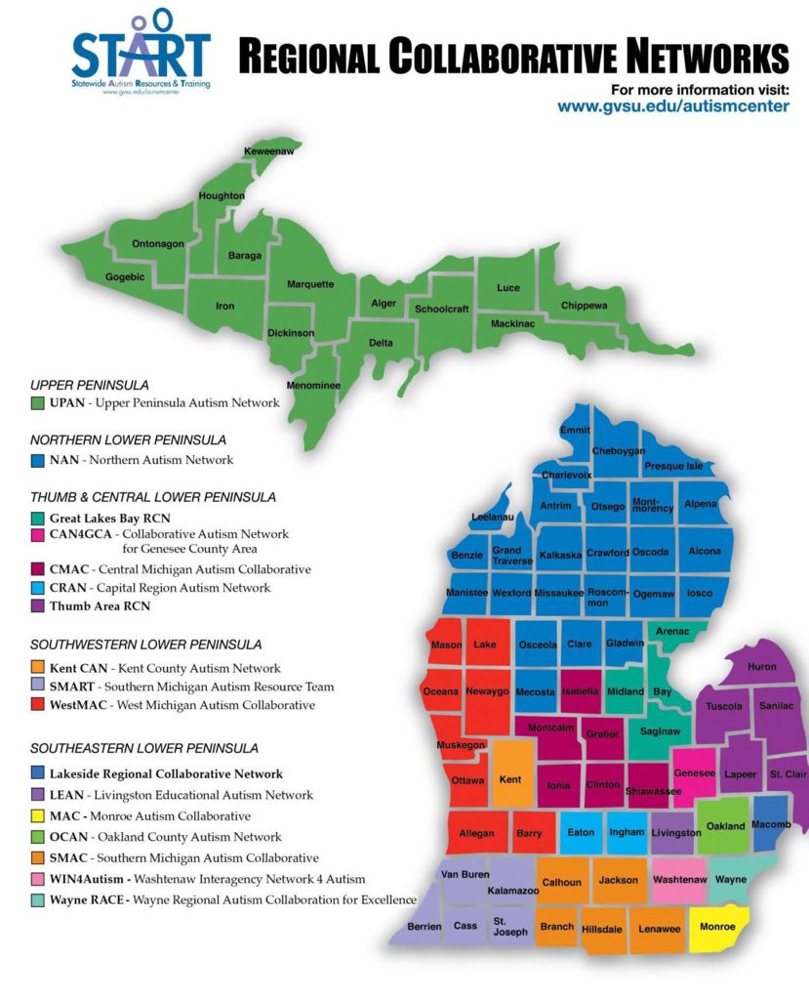 START
Statewide Autism Resources & Training
www.gvsu.edu/autismcenter
REGIONAL COLLABORATIVE NETWORKS
For more information visit:
www.gvsu.edu/autismcenter
Keweenaw
Houghton
Ontonagon
Baraga
Gogebic
Marquette
Iron
Alger
Schoolcraft
Luce
Chippewa
Mackinac
Dickinson
Delta
Menominee
UPPER PENINSULA
UPAN - Upper Peninsula Autism Network
NORTHERN LOWER PENINSULA
NAN - Northern Autism Network
THUMB & CENTRAL LOWER PENINSULA
Great Lakes Bay RCN
CAN4GCA - Collaborative Autism Network
for Genesee County Area
CMAC - Central Michigan Autism Collaborative
CRAN - Capital Region Autism Network
Thumb Area RCN
SOUTHWESTERN LOWER PENINSULA
Kent CAN - Kent County Autism Network
SMART - Southern Michigan Autism Resource Team
WestMAC - West Michigan Autism Collaborative
SOUTHEASTERN LOWER PENINSULA
Lakeside Regional Collaborative Network
LEAN - Livingston Educational Autism Network
MAC - Monroe Autism Collaborative
OCAN - Oakland County Autism Network
SMAC - Southern Michigan Autism Collaborative
WIN4Autism - Washtenaw Interagency Network 4 Autism
Wayne RACE - Wayne Regional Autism Collaboration for Excellence
Emmit
Cheboygan
Presque Isle
Charlevoix
Leelanau
Antrim
Otsego
Mont-
morency
Alpena
Benzie
Grand
Traverse
Kalkaska
Crawford
Oscoda
Alcona
Manistee
Wexford
Missaukee
Roscom-
mon
Ogemaw
Iosco
Mason
Lake
Osceola
Clare
Gladwin
Arenac
Huron
Oceana
Newaygo
Mecosta
Isabella
Midland
Bay
Tuscola
Sanilac
Muskegon
Montcalm
Gratiot
Saginaw
Ottawa
Kent
Ionia
Clinton
Shiawassee
Genesee
Lapeer
St. Clair
Allegan
Barry
Eaton
Ingham
Livingston
Oakland
Macomb
Van Buren
Kalamazoo
Calhoun
Jackson
Washtenaw
Wayne
Berrien
Cass
St.
Joseph
Branch
Hillsdale
Lenawee
Monroe